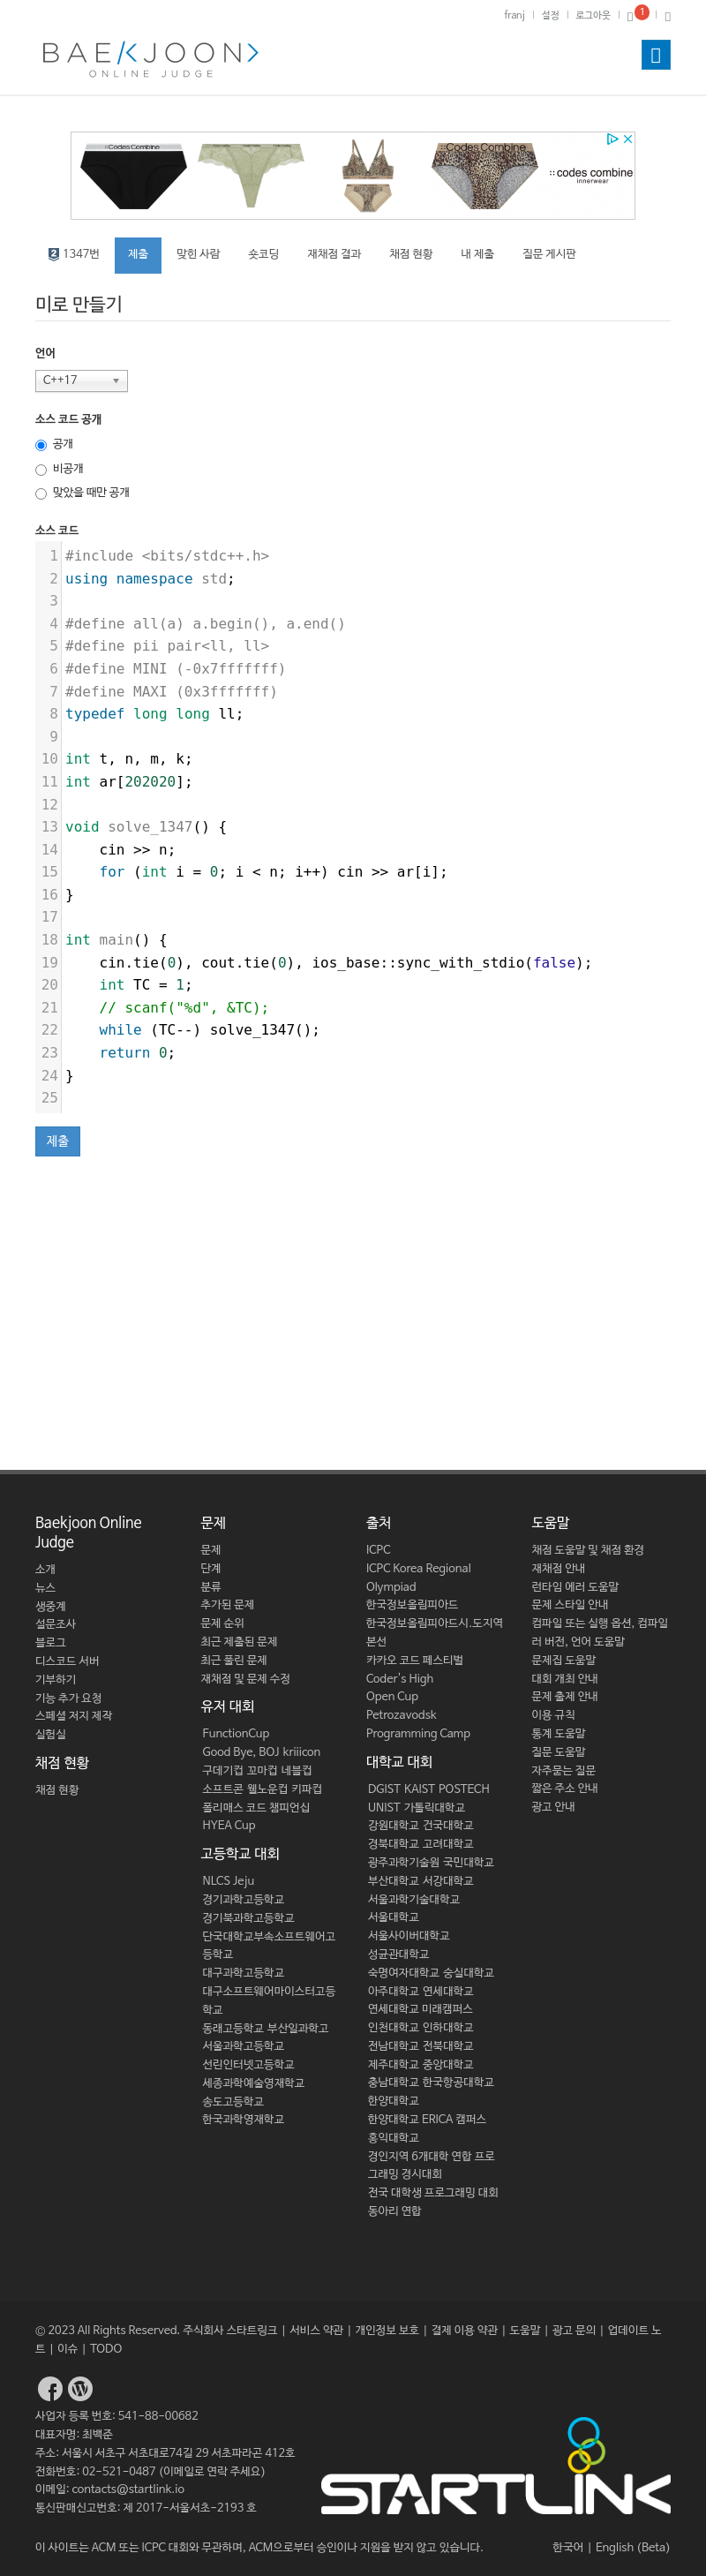 franj | 설정 | 로그아웃 | 1 |
BAEKJOON
ONLINE JUDGE
Codes Combine
:: codes combine
innerwear
2 1347번 제출 맞힌 사람 숏코딩 재채점 결과 채점 현황 내 제출 질문 게시판
미로 만들기
언어
C++17
소스 코드 공개
공개
비공개
맞았을 때만 공개
소스 코드
1 #include <bits/stdc++.h>
2 using namespace std;
3
4 #define all(a) a.begin(), a.end()
5 #define pii pair<ll, ll>
6 #define MINI (-0x7fffffff)
7 #define MAXI (0x3fffffff)
8 typedef long long ll;
9
10 int t, n, m, k;
11 int ar[202020];
12
13 void solve_1347() {
14     cin >> n;
15     for (int i = 0; i < n; i++) cin >> ar[i];
16 }
17
18 int main() {
19     cin.tie(0), cout.tie(0), ios_base::sync_with_stdio(false);
20     int TC = 1;
21     // scanf("%d", &TC);
22     while (TC--) solve_1347();
23     return 0;
24 }
25
제출
Baekjoon Online
Judge
소개
뉴스
생중계
설문조사
블로그
디스코드 서버
기부하기
기능 추가 요청
스페셜 저지 제작
실험실
채점 현황
채점 현황
문제
문제
단계
분류
추가된 문제
문제 순위
최근 제출된 문제
최근 풀린 문제
재채점 및 문제 수정
유저 대회
FunctionCup
Good Bye, BOJ kriiicon
구데기컵 꼬마컵 네블컵
소프트콘 웰노운컵 키파컵
폴리매스 코드 챔피언십
HYEA Cup
고등학교 대회
NLCS Jeju
경기과학고등학교
경기북과학고등학교
단국대학교부속소프트웨어고
등학교
대구과학고등학교
대구소프트웨어마이스터고등
학교
동래고등학교 부산일과학고
서울과학고등학교
선린인터넷고등학교
세종과학예술영재학교
송도고등학교
한국과학영재학교
출처
ICPC
ICPC Korea Regional
Olympiad
한국정보올림피아드
한국정보올림피아드시.도지역
본선
카카오 코드 페스티벌
Coder's High
Open Cup
Petrozavodsk
Programming Camp
대학교 대회
DGIST KAIST POSTECH
UNIST 가톨릭대학교
강원대학교 건국대학교
경북대학교 고려대학교
광주과학기술원 국민대학교
부산대학교 서강대학교
서울과학기술대학교
서울대학교
서울사이버대학교
성균관대학교
숙명여자대학교 숭실대학교
아주대학교 연세대학교
연세대학교 미래캠퍼스
인천대학교 인하대학교
전남대학교 전북대학교
제주대학교 중앙대학교
충남대학교 한국항공대학교
한양대학교
한양대학교 ERICA 캠퍼스
홍익대학교
경인지역 6개대학 연합 프로
그래밍 경시대회
전국 대학생 프로그래밍 대회
동아리 연합
도움말
채점 도움말 및 채점 환경
재채점 안내
런타임 에러 도움말
문제 스타일 안내
컴파일 또는 실행 옵션, 컴파일
러 버전, 언어 도움말
문제집 도움말
대회 개최 안내
문제 출제 안내
이용 규칙
통계 도움말
질문 도움말
자주묻는 질문
짧은 주소 안내
광고 안내
© 2023 All Rights Reserved. 주식회사 스타트링크 | 서비스 약관 | 개인정보 보호 | 결제 이용 약관 | 도움말 | 광고 문의 | 업데이트 노
트 | 이슈 | TODO
사업자 등록 번호: 541-88-00682
대표자명: 최백준
주소: 서울시 서초구 서초대로74길 29 서초파라곤 412호
전화번호: 02-521-0487 (이메일로 연락 주세요)
이메일: contacts@startlink.io
통신판매신고번호: 제 2017-서울서초-2193 호
STARTLINK
이 사이트는 ACM 또는 ICPC 대회와 무관하며, ACM으로부터 승인이나 지원을 받지 않고 있습니다.
한국어 | English (Beta)